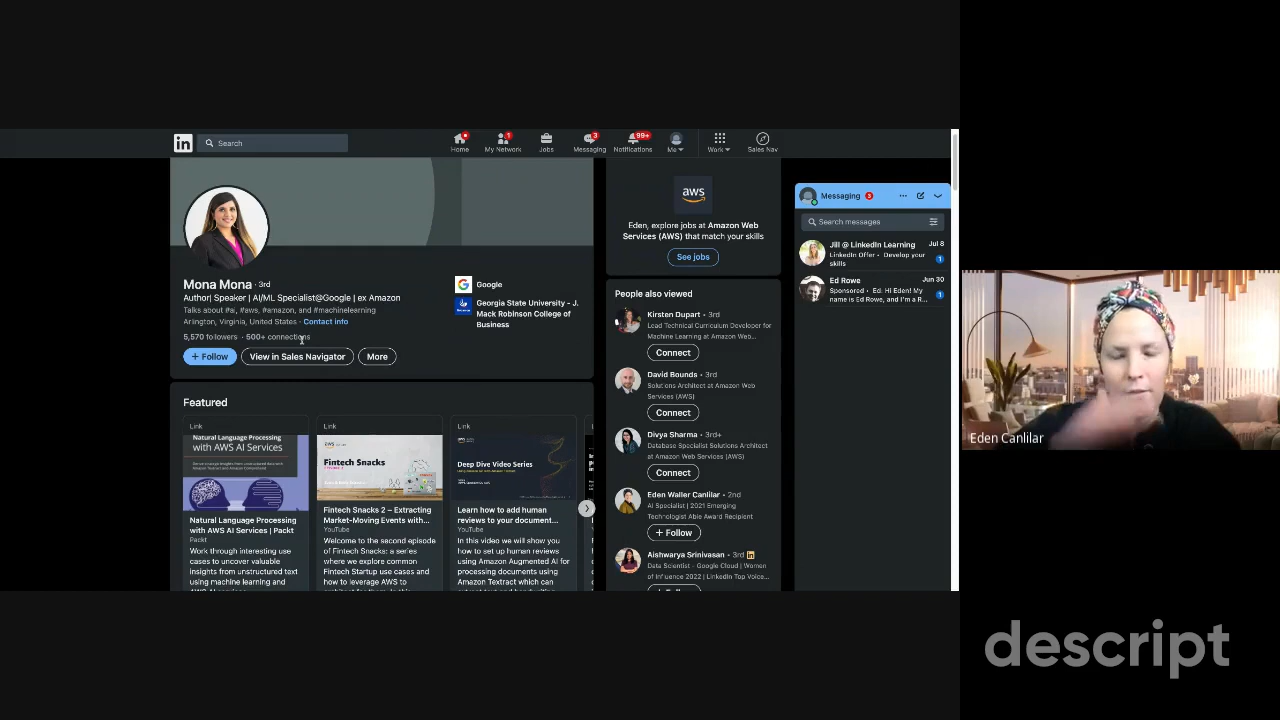 in
Search
Home
1
My Network
Jobs
3
Messaging
99+
Notifications
Me
Work
Sales Nav
Mona Mona · 3rd
Author| Speaker | AI/ML Specialist@Google | ex Amazon
Talks about #ai, #aws, #amazon, and #machinelearning
Arlington, Virginia, United States · Contact info
5,570 followers · 500+ connections
+ Follow
View in Sales Navigator
More
G
Google
Georgia State University - J.
Mack Robinson College of
Business
Featured
Link
Natural Language Processing
with AWS AI Services
Natural Language Processing
with AWS AI Services | Packt
Packt
Work through interesting use
cases to uncover valuable
insights from unstructured data
using machine learning and
Link
Fintech Snacks
Fintech Snacks 2 – Extracting
Market-Moving Events with...
YouTube
Welcome to the second episode
of Fintech Snacks: a series
where we explore common
Fintech Startup use cases and
how to leverage AWS to
Link
Deep Dive Video Series
Learn how to add human
reviews to your document...
YouTube
In this video we will show you
how to set up human reviews
using Amazon Augmented AI for
processing documents using
Amazon Textract which can
Link
aws
Eden, explore jobs at Amazon Web
Services (AWS) that match your skills
See jobs
People also viewed
Kirsten Dupart · 3rd
Lead Technical Curriculum Developer for
Machine Learning at Amazon Web...
Connect
David Bounds · 3rd
Solutions Architect at Amazon Web
Services (AWS)
Connect
Divya Sharma · 3rd+
Database Specialist Solutions Architect
at Amazon Web Services (AWS)
Connect
Eden Waller Canlilar · 2nd
AI Specialist | 2021 Emerging
Technologist Able Award Recipient
+ Follow
Aishwarya Srinivasan · 3rd in
Data Scientist - Google Cloud | Women
of Influence 2022 | LinkedIn Top Voice...
Messaging 3
Search messages
Jill @ LinkedIn Learning Jul 8
LinkedIn Offer · Develop your
skills
1
Ed Rowe Jun 30
Sponsored · Ed Hi Eden! My
name is Ed Rowe, and I'm a R...
1
Eden Canlilar
descript